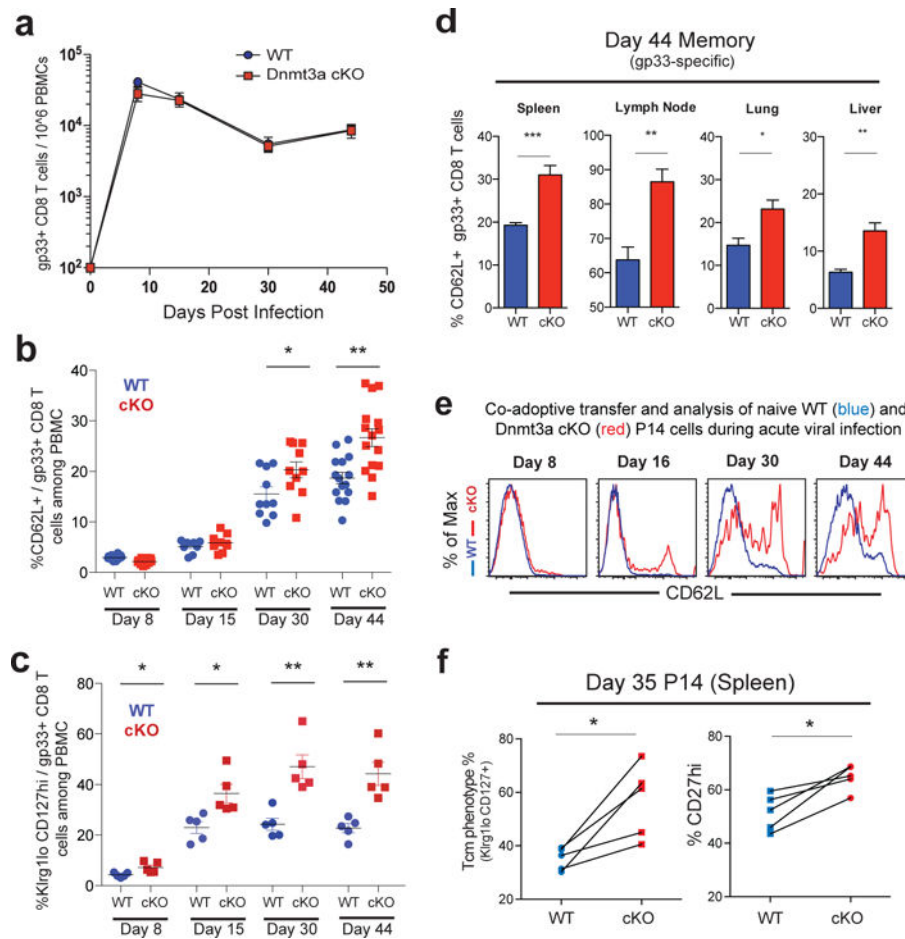 a
WT
Dnmt3a cKO
gp33+ CD8 T cells / 10^6 PBMCs
10^5
10^4
10^3
10^2
0 10 20 30 40 50
Days Post Infection
b
WT
cKO
%CD62L+ / gp33+ CD8 T
cells among PBMC
40
30
20
10
0
* **
WT cKO WT cKO WT cKO WT cKO
Day 8 Day 15 Day 30 Day 44
c
WT
cKO
%Klrg1lo CD127hi / gp33+ CD8 T
cells among PBMC
80
60
40
20
0
* * ** **
WT cKO WT cKO WT cKO WT cKO
Day 8 Day 15 Day 30 Day 44
d
Day 44 Memory
(gp33-specific)
Spleen Lymph Node Lung Liver
% CD62L+ gp33+ CD8 T cells
40
30
20
10
0
***
WT cKO
100
90
80
70
60
50
**
WT cKO
40
30
20
10
0
*
WT cKO
30
20
10
0
**
WT cKO
e
Co-adoptive transfer and analysis of naive WT (blue) and
Dnmt3a cKO (red) P14 cells during acute viral infection
Day 8 Day 16 Day 30 Day 44
% of Max
WT cKO
CD62L
f
Day 35 P14 (Spleen)
Tcm phenotype %
(Klrg1lo CD127+)
80
60
40
20
*
WT cKO
% CD27hi
80
60
40
20
*
WT cKO